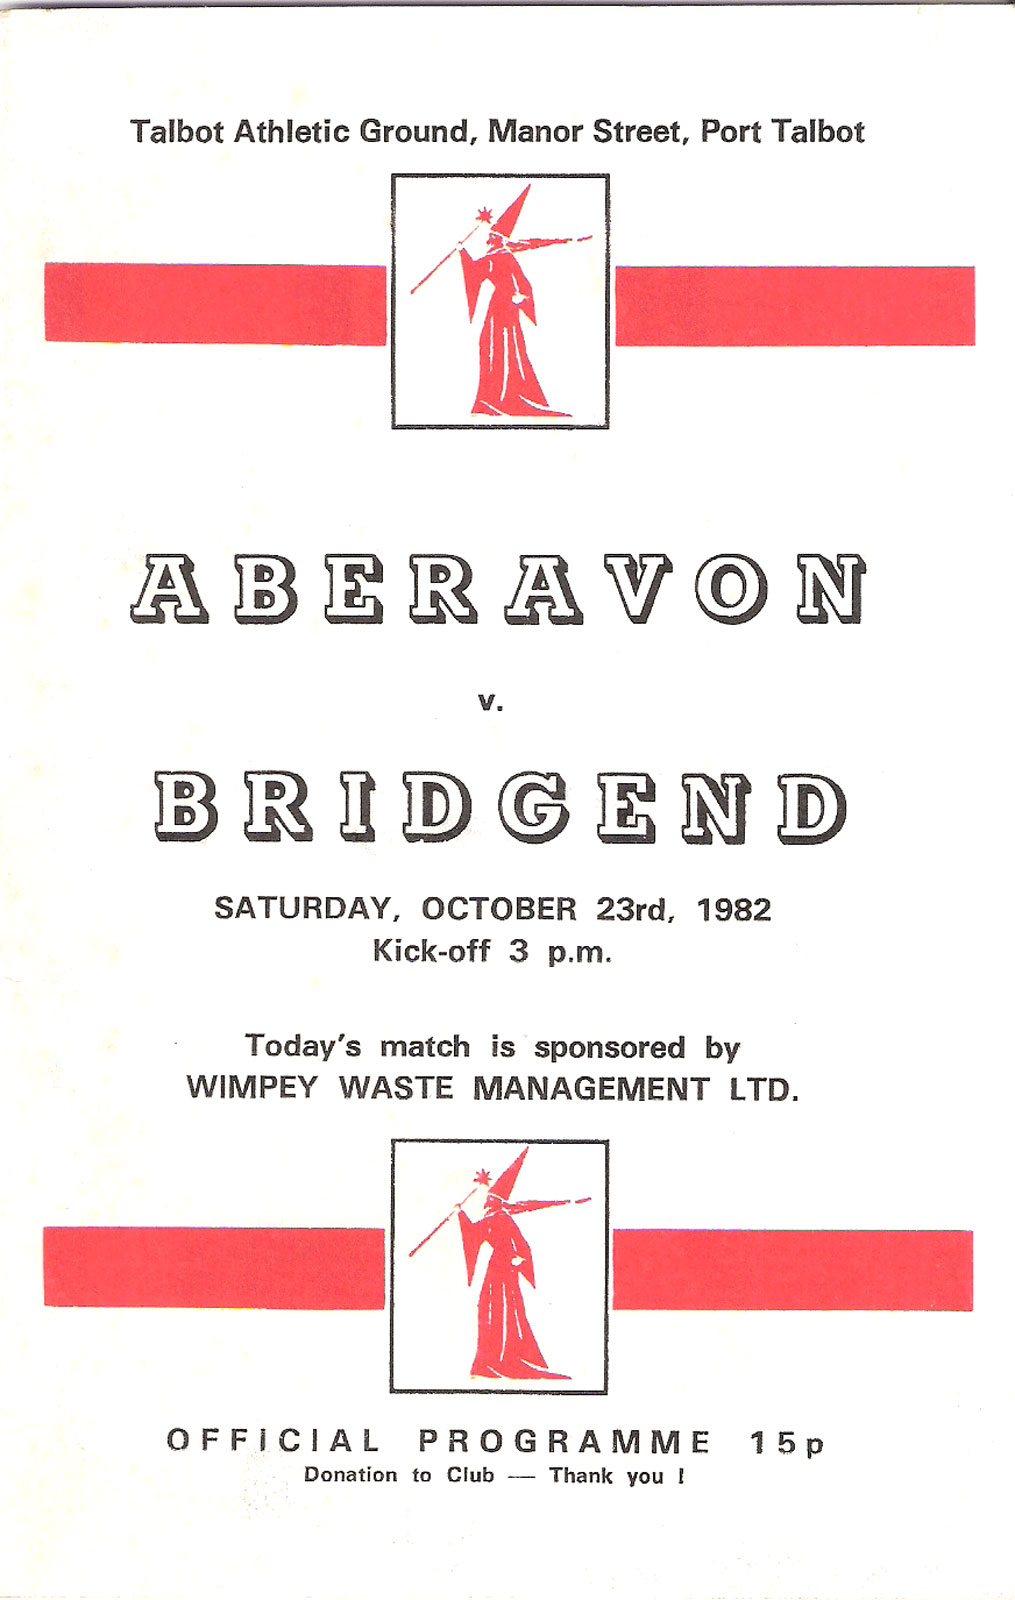 Talbot Athletic Ground, Manor Street, Port Talbot
ABERAVON
v.
BRIDGEND
SATURDAY, OCTOBER 23rd, 1982
Kick-off 3 p.m.
Today's match is sponsored by
WIMPEY WASTE MANAGEMENT LTD.
OFFICIAL PROGRAMME 15p
Donation to Club — Thank you !